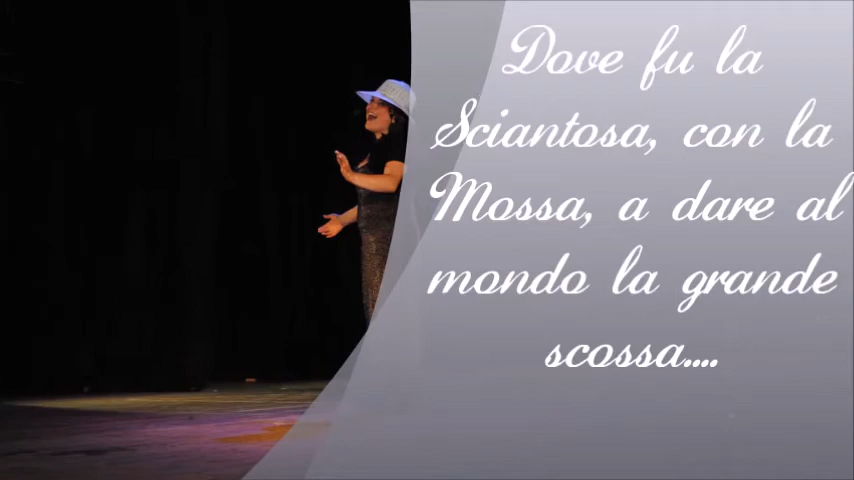 Dove fu la
Sciantosa, con la
Mossa, a dare al
mondo la grande
scossa....